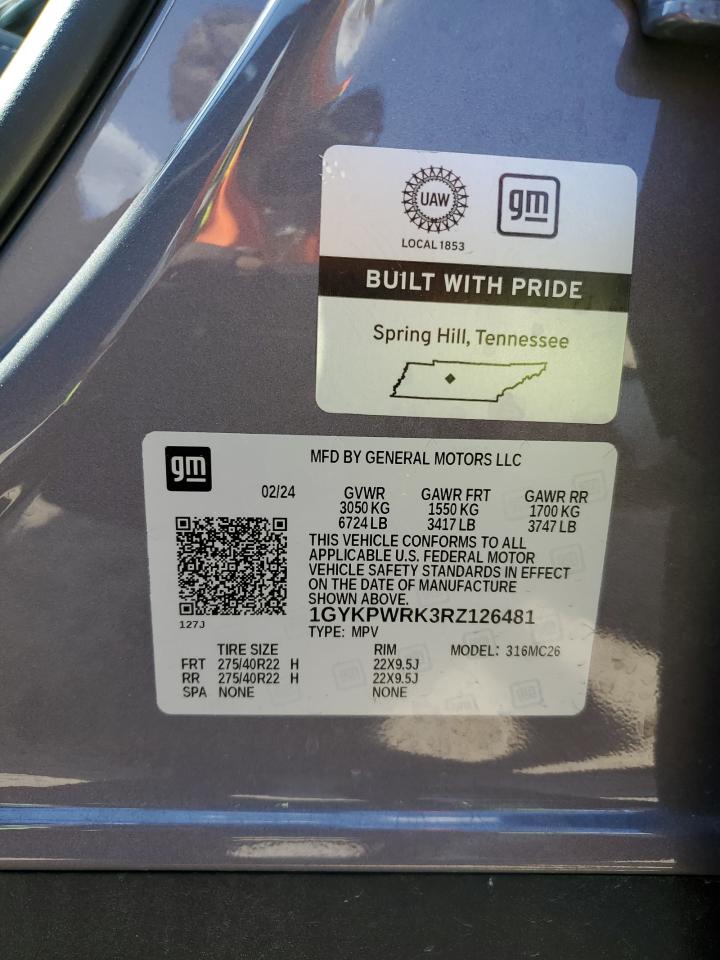 UAW
gm
LOCAL 1853
BUILT WITH PRIDE
Spring Hill, Tennessee
gm
MFD BY GENERAL MOTORS LLC
02/24 GVWR GAWR FRT GAWR RR
3050 KG 1550 KG 1700 KG
6724 LB 3417 LB 3747 LB
THIS VEHICLE CONFORMS TO ALL
APPLICABLE U.S. FEDERAL MOTOR
VEHICLE SAFETY STANDARDS IN EFFECT
ON THE DATE OF MANUFACTURE
SHOWN ABOVE.
1GYKPWRK3RZ126481
127J
TYPE: MPV
TIRE SIZE RIM MODEL: 316MC26
FRT 275/40R22 H 22X9.5J
RR 275/40R22 H 22X9.5J
SPA NONE NONE